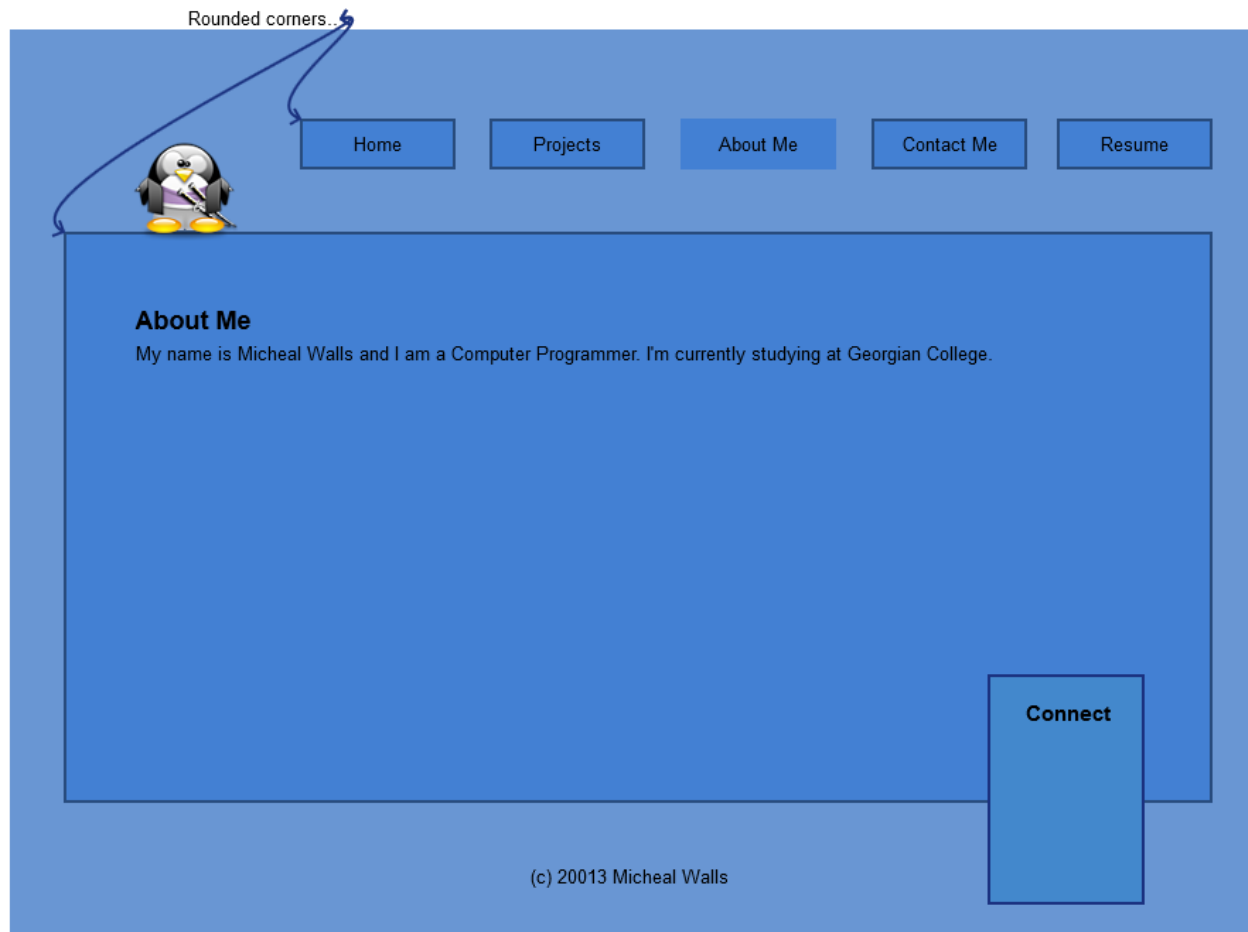 Rounded corners..
Home Projects About Me Contact Me Resume
About Me
My name is Micheal Walls and I am a Computer Programmer. I'm currently studying at Georgian College.
Connect
(c) 20013 Micheal Walls